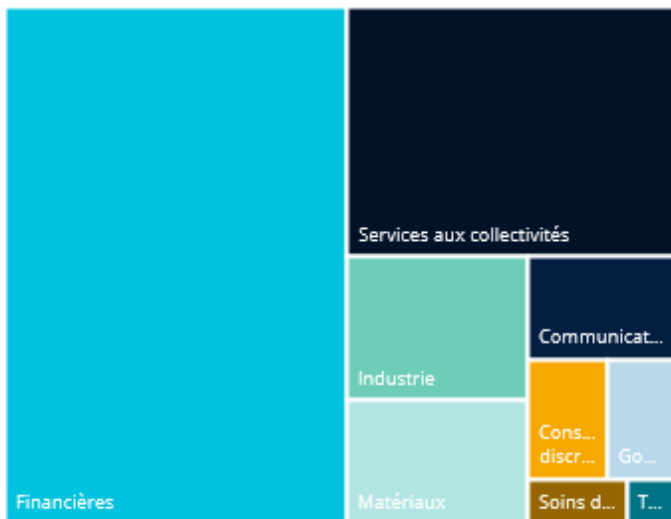 Services aux collectivités
Communicat...
Industrie
Cons...
discr...
Go...
Financières
Matériaux
Soins d...
T...